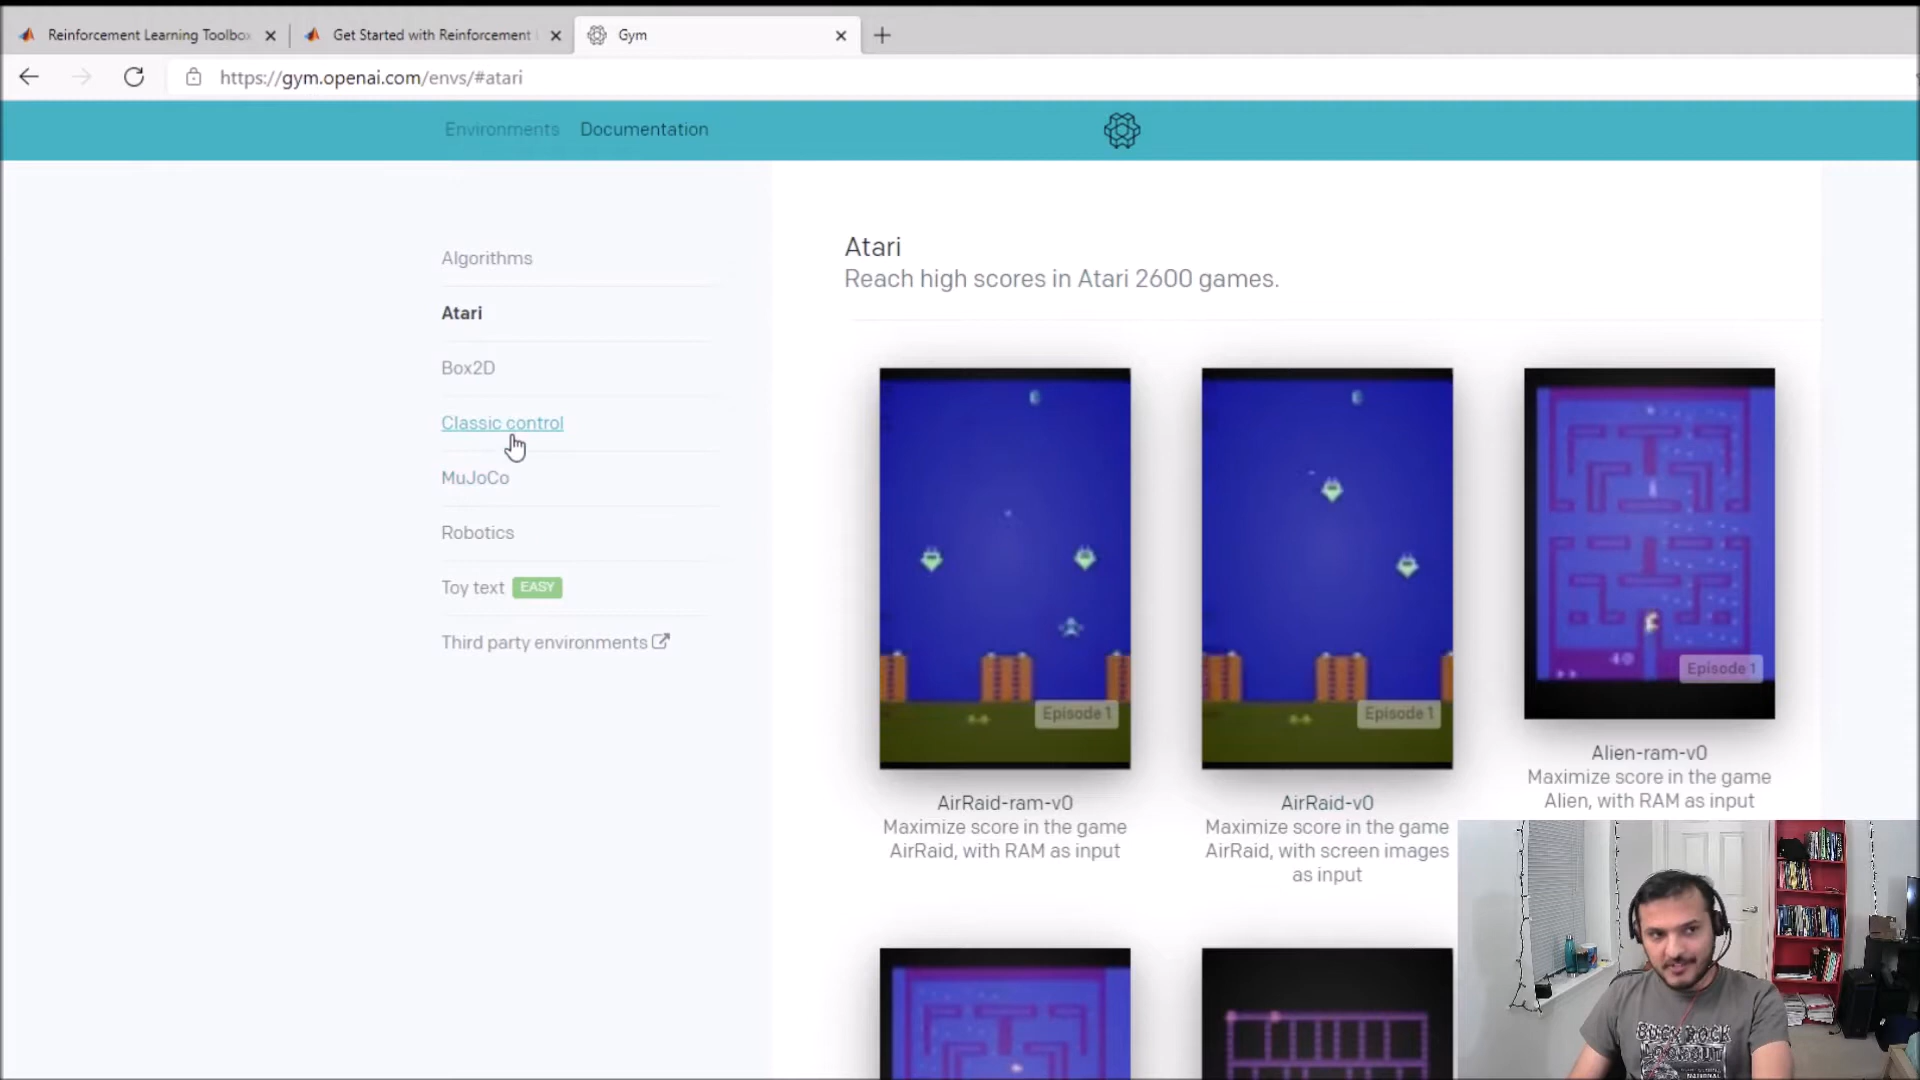 Reinforcement Learning Toolbox
Get Started with Reinforcement
Gym
https://gym.openai.com/envs/#atari
Environments
Documentation
Algorithms
Atari
Box2D
Classic control
MuJoCo
Robotics
Toy text EASY
Third party environments
Atari
Reach high scores in Atari 2600 games.
Episode 1
Episode 1
40
Episode 1
AirRaid-ram-v0
Maximize score in the game
AirRaid, with RAM as input
AirRaid-v0
Maximize score in the game
AirRaid, with screen images
as input
Alien-ram-v0
Maximize score in the game
Alien, with RAM as input
LOOKOUT
NATIONAL